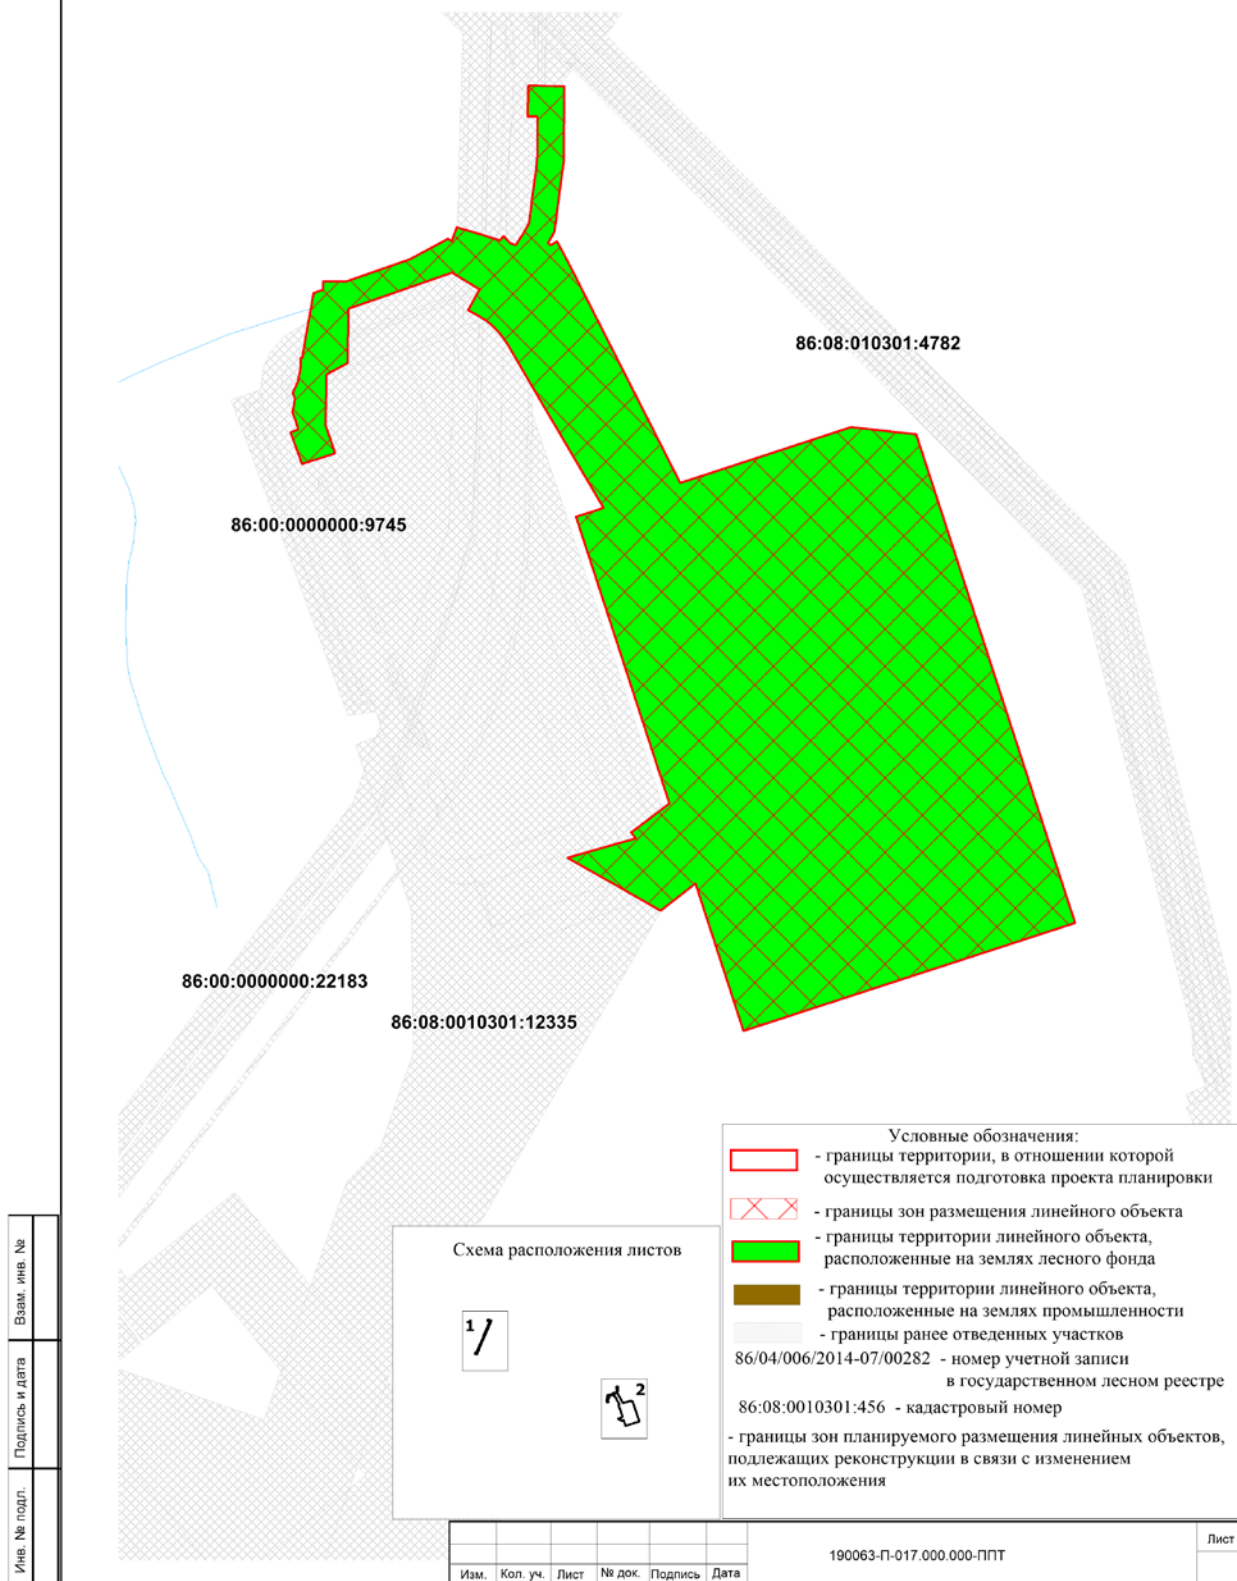 86:08:010301:4782
86:00:0000000:9745
86:00:0000000:22183
86:08:0010301:12335
Условные обозначения:
- границы территории, в отношении которой
осуществляется подготовка проекта планировки
- границы зон размещения линейного объекта
- границы территории линейного объекта,
расположенные на землях лесного фонда
- границы территории линейного объекта,
расположенные на землях промышленности
- границы ранее отведенных участков
86/04/006/2014-07/00282 - номер учетной записи
в государственном лесном реестре
86:08:0010301:456 - кадастровый номер
- границы зон планируемого размещения линейных объектов,
подлежащих реконструкции в связи с изменением
их местоположения
Схема расположения листов
1
2
Взам. инв. №
Подпись и дата
Инв. № подл.
Изм. Кол. уч. Лист № док. Подпись Дата
190063-П-017.000.000-ППТ
Лист